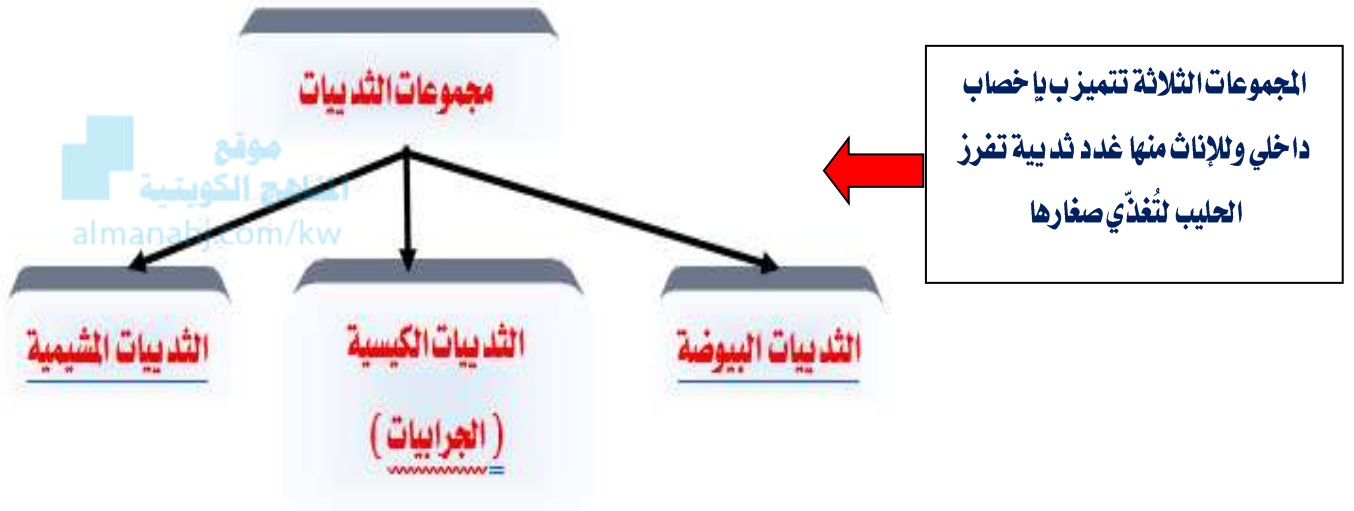 مجموعات الثدييات
المجموعات الثلاثة تتميز ب بإخصاب
داخلي وللإناث منها غدد ثديية تفرز
الحليب لتُغذّي صغارها
موقع
المناهج الكويتية
almanahj.com/kw
الثدييات البيوضة
الثدييات الكيسية
( الجرابيات )
الثدييات المشيمية